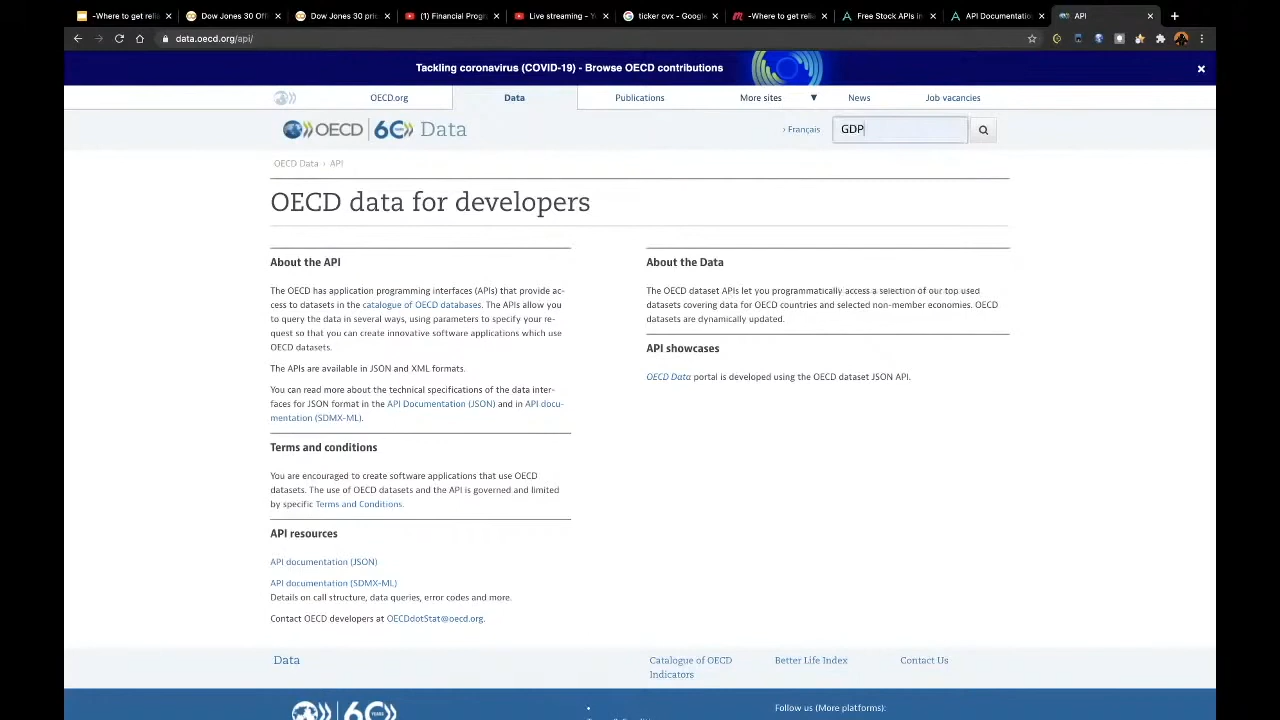 -Where to get relia
Dow Jones 30 Offi
Dow Jones 30 pric
(1) Financial Progr
Live streaming - Y
ticker cvx - Googl
-Where to get relia
Free Stock APIs in
API Documentatio
API
data.oecd.org/api/
Tackling coronavirus (COVID-19) - Browse OECD contributions
OECD.org
Data
Publications
More sites ▼
News
Job vacancies
OECD 60 Data
› Français
GDP
OECD Data › API
OECD data for developers
About the API
The OECD has application programming interfaces (APIs) that provide ac-
cess to datasets in the catalogue of OECD databases. The APIs allow you
to query the data in several ways, using parameters to specify your re-
quest so that you can create innovative software applications which use
OECD datasets.
The APIs are available in JSON and XML formats.
You can read more about the technical specifications of the data inter-
faces for JSON format in the API Documentation (JSON) and in API docu-
mentation (SDMX-ML).
Terms and conditions
You are encouraged to create software applications that use OECD
datasets. The use of OECD datasets and the API is governed and limited
by specific Terms and Conditions.
API resources
API documentation (JSON)
API documentation (SDMX-ML)
Details on call structure, data queries, error codes and more.
Contact OECD developers at OECDdotStat@oecd.org.
About the Data
The OECD dataset APIs let you programmatically access a selection of our top used
datasets covering data for OECD countries and selected non-member economies. OECD
datasets are dynamically updated.
API showcases
OECD Data portal is developed using the OECD dataset JSON API.
Data
Catalogue of OECD
Indicators
Better Life Index
Contact Us
60 YEARS
Follow us (More platforms):